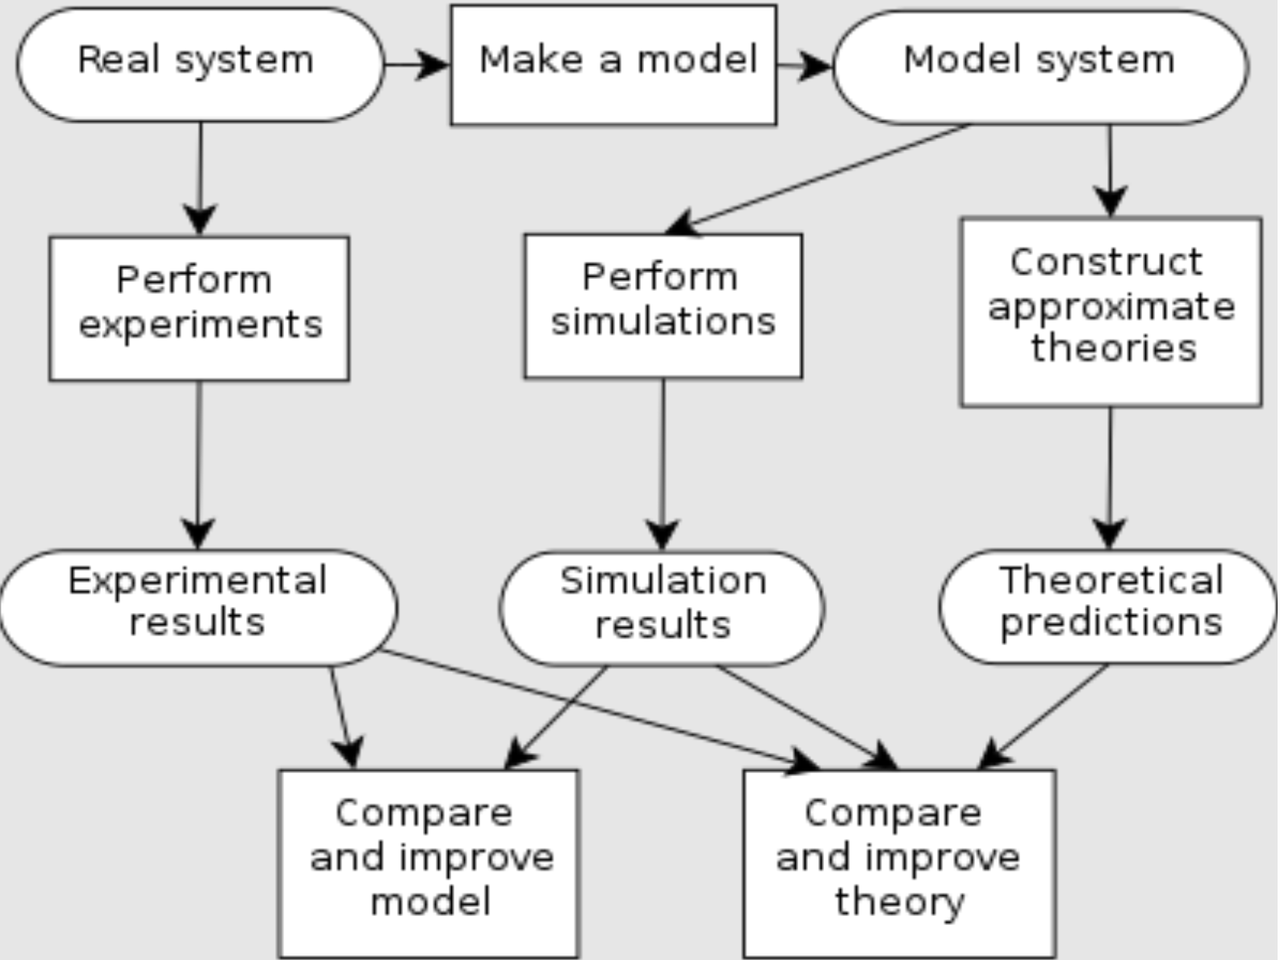 Real system
Make a model
Model system
Perform
experiments
Perform
simulations
Construct
approximate
theories
Experimental
results
Simulation
results
Theoretical
predictions
Compare
and improve
model
Compare
and improve
theory